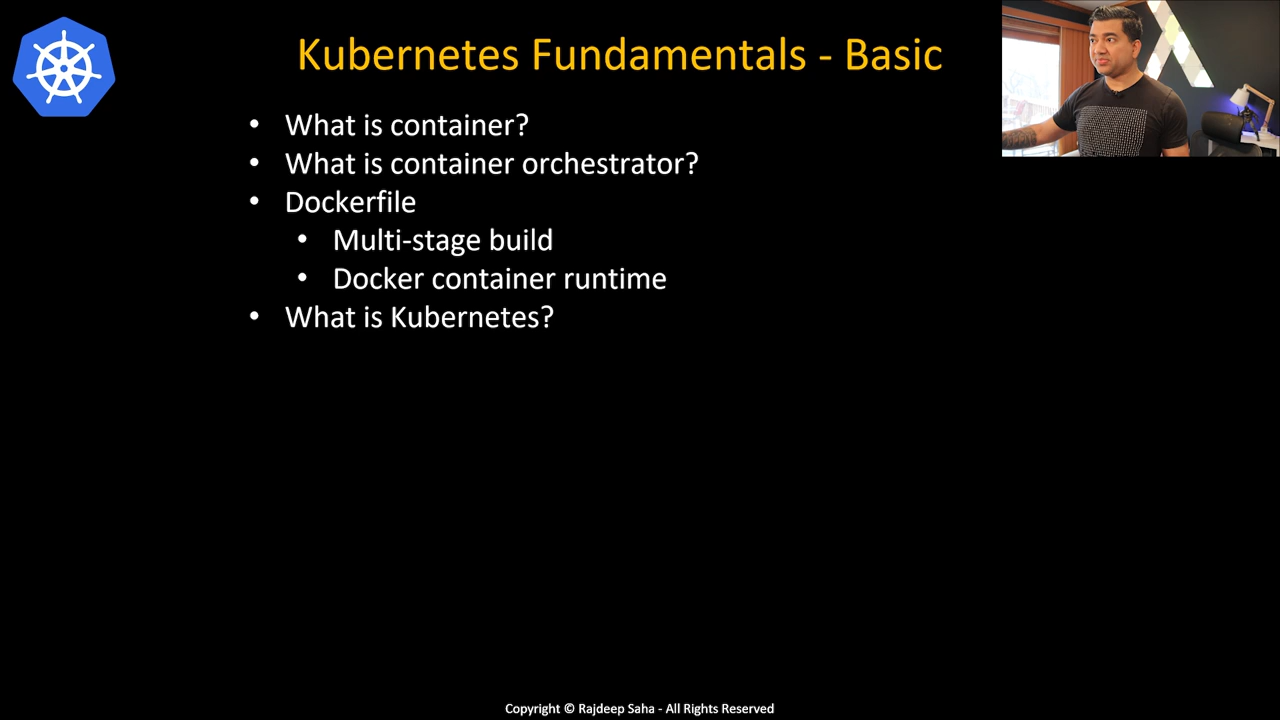 Kubernetes Fundamentals - Basic
• What is container?
• What is container orchestrator?
• Dockerfile
• Multi-stage build
• Docker container runtime
• What is Kubernetes?
Copyright © Rajdeep Saha - All Rights Reserved